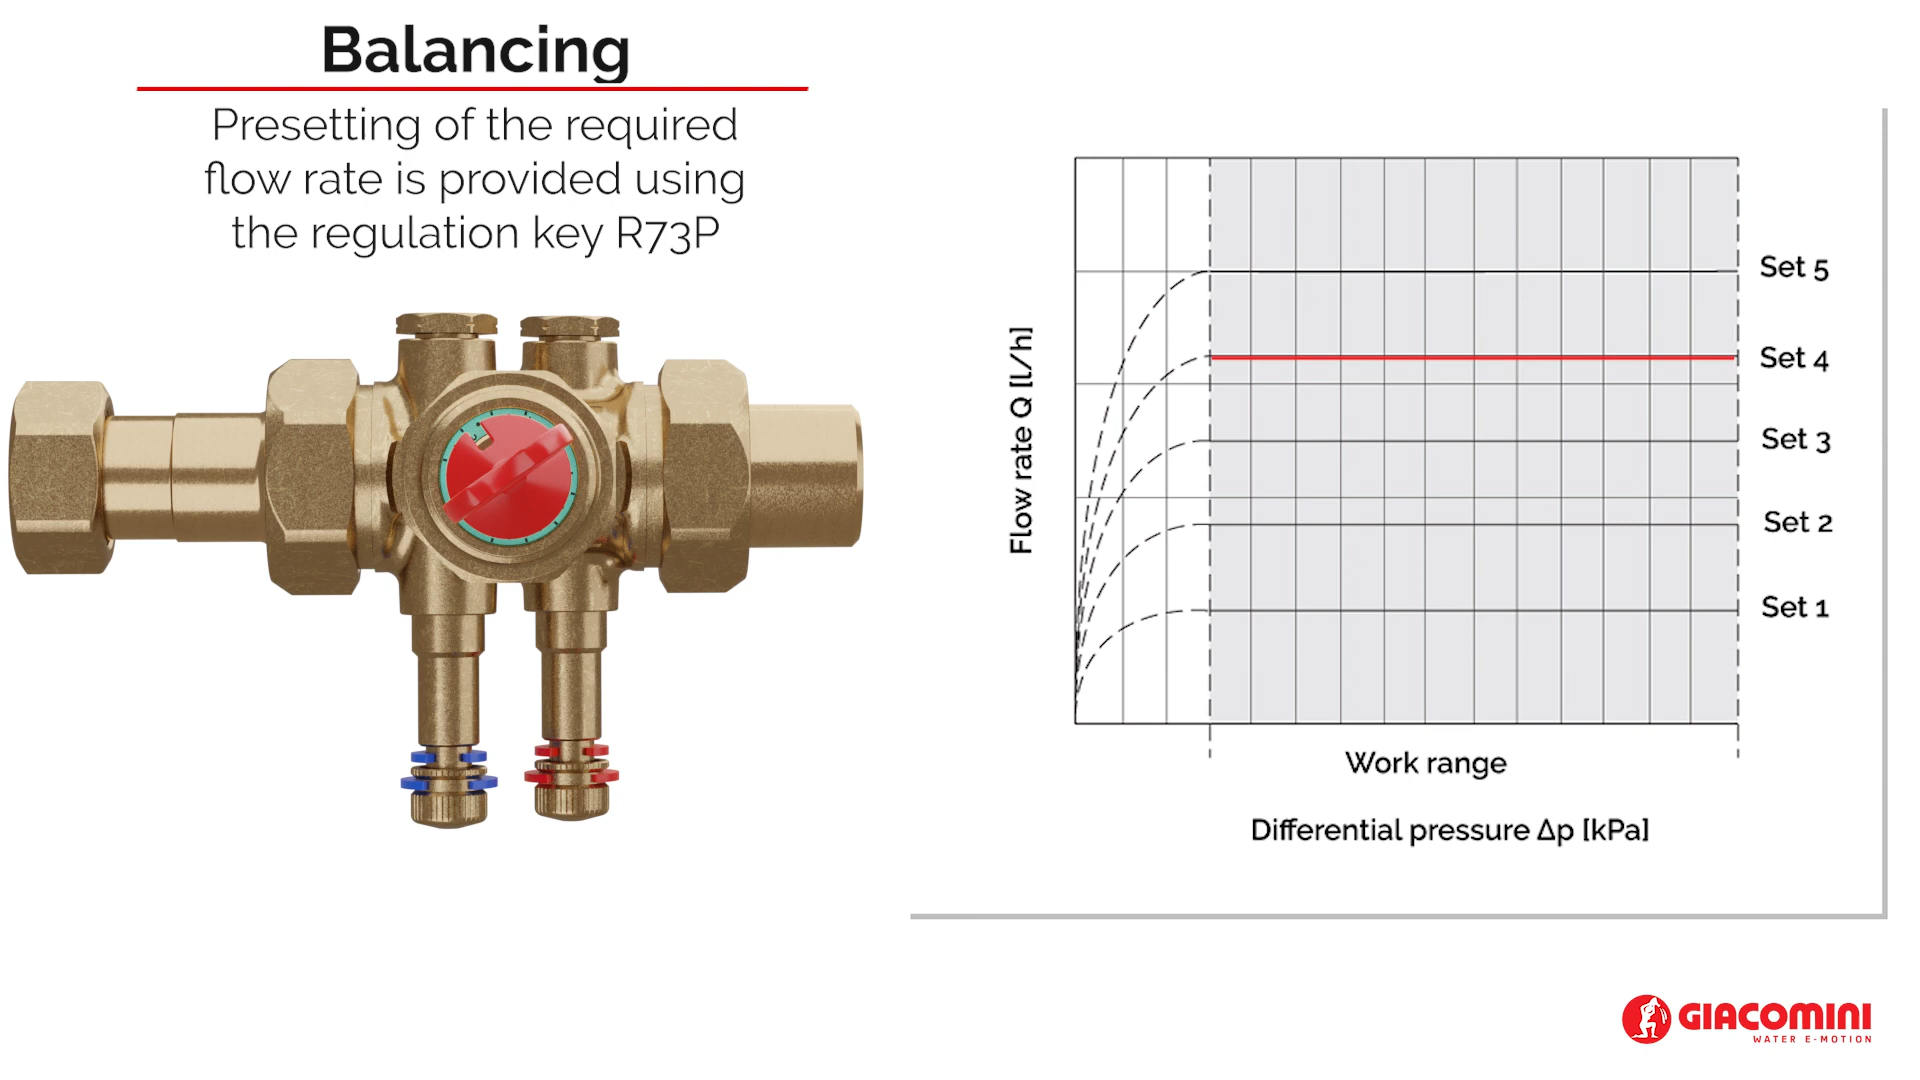 Balancing
Presetting of the required
flow rate is provided using
the regulation key R73P
Flow rate Q [l/h]
Set 5
Set 4
Set 3
Set 2
Set 1
Work range
Differential pressure Δp [kPa]
GIACOMINI
WATER E-MOTION